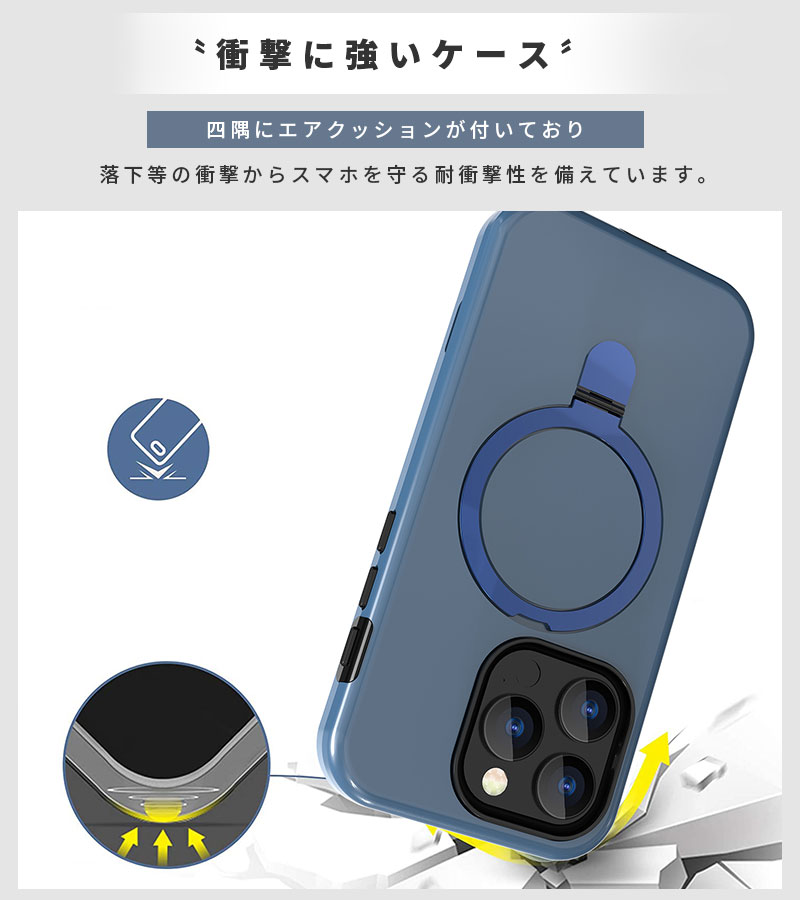 〝衝撃に強いケース〞
四隅にエアクッションが付いており
落下等の衝撃からスマホを守る耐衝撃性を備えています。